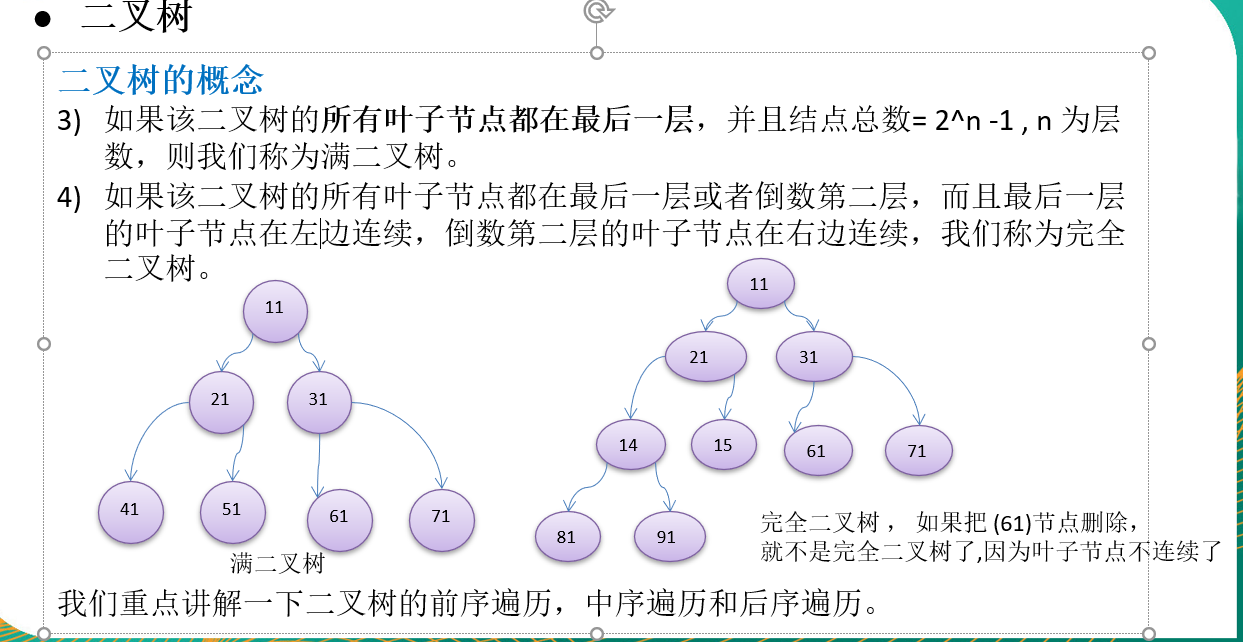 ● 二叉树
二叉树的概念
3) 如果该二叉树的所有叶子节点都在最后一层，并且结点总数= 2^n -1 , n 为层
数，则我们称为满二叉树。
4) 如果该二叉树的所有叶子节点都在最后一层或者倒数第二层，而且最后一层
的叶子节点在左边连续，倒数第二层的叶子节点在右边连续，我们称为完全
二叉树。
11
21 31
41 51 61 71
满二叉树
11
21 31
14 15 61 71
81 91
完全二叉树 ， 如果把 (61)节点删除，
就不是完全二叉树了,因为叶子节点不连续了
我们重点讲解一下二叉树的前序遍历，中序遍历和后序遍历。